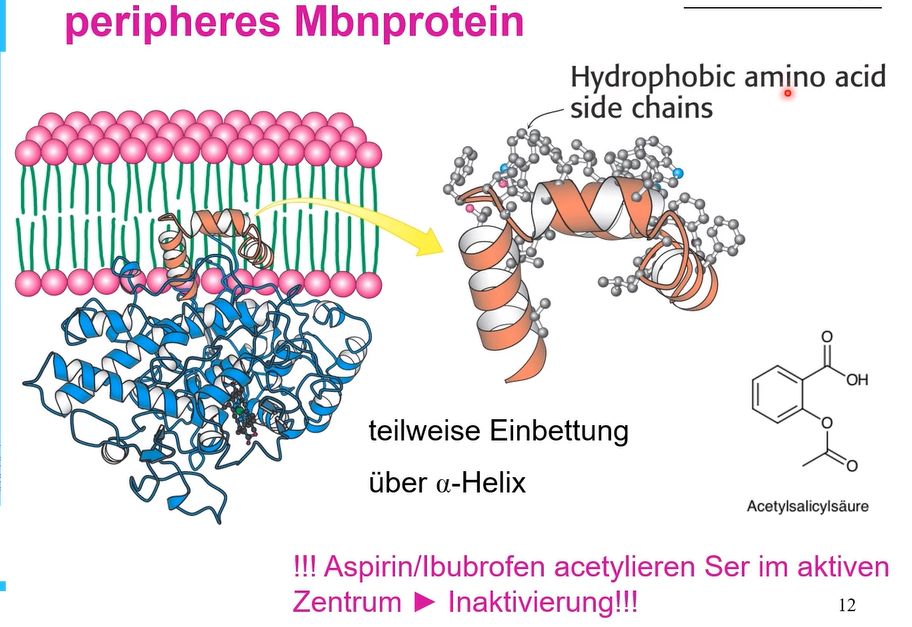 peripheres Mbnprotein
Hydrophobic amino acid
side chains
teilweise Einbettung
über α-Helix
O
OH
O
O
Acetylsalicylsäure
!!! Aspirin/Ibubrofen acetylieren Ser im aktiven
Zentrum ► Inaktivierung!!!
12